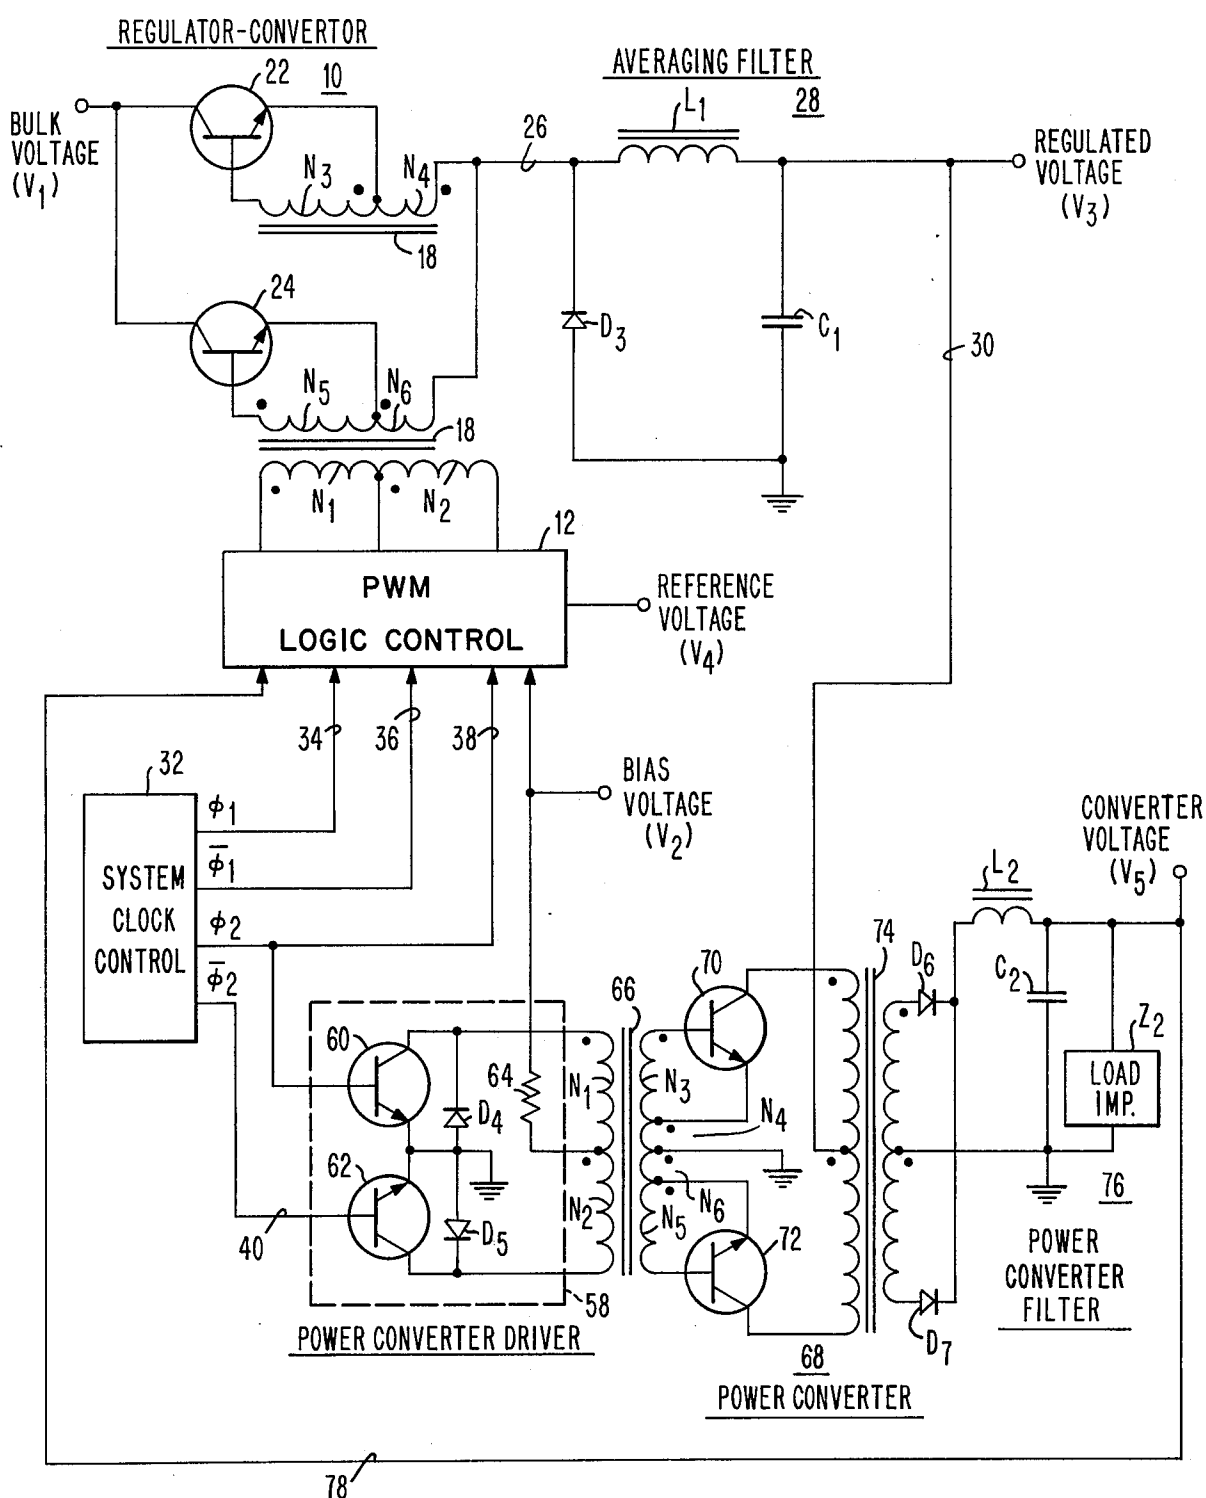 REGULATOR-CONVERTOR
10
22
BULK
VOLTAGE
(V1)
N3
N4
18
24
N5
N6
18
N1
N2
26
AVERAGING FILTER
28
L1
D3
C1
REGULATED
VOLTAGE
(V3)
30
12
PWM
LOGIC CONTROL
REFERENCE
VOLTAGE
(V4)
34
36
38
BIAS
VOLTAGE
(V2)
32
SYSTEM
CLOCK
CONTROL
ϕ1
ϕ̅1
ϕ2
ϕ̅2
40
60
62
D4
D5
64
N1
N2
58
POWER CONVERTER DRIVER
66
N3
N4
N6
N5
70
72
74
68
POWER CONVERTER
D6
D7
L2
C2
CONVERTER
VOLTAGE
(V5)
Z2
LOAD
IMP.
76
POWER
CONVERTER
FILTER
78